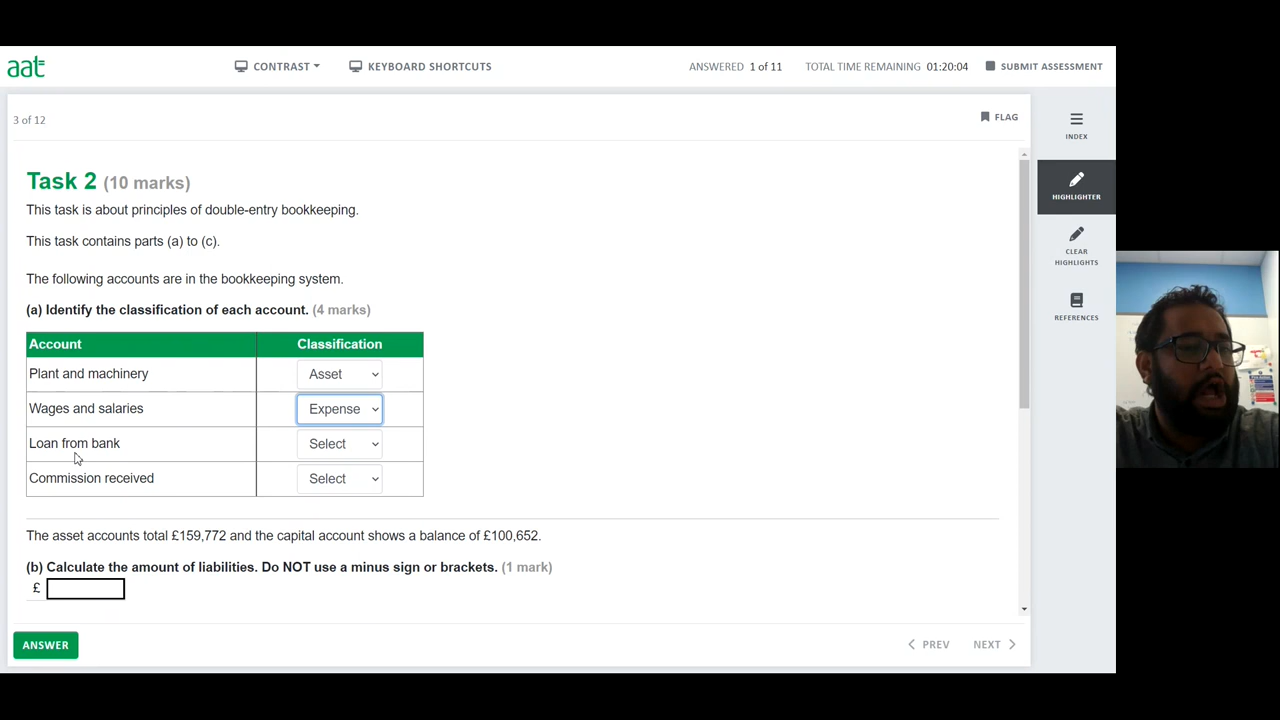 aat
CONTRAST
KEYBOARD SHORTCUTS
ANSWERED 1 of 11
TOTAL TIME REMAINING 01:20:04
SUBMIT ASSESSMENT
3 of 12
FLAG
INDEX
HIGHLIGHTER
CLEAR
HIGHLIGHTS
REFERENCES
Task 2 (10 marks)
This task is about principles of double-entry bookkeeping.
This task contains parts (a) to (c).
The following accounts are in the bookkeeping system.
(a) Identify the classification of each account. (4 marks)
Account Classification
Plant and machinery Asset
Wages and salaries Expense
Loan from bank Select
Commission received Select
The asset accounts total £159,772 and the capital account shows a balance of £100,652.
(b) Calculate the amount of liabilities. Do NOT use a minus sign or brackets. (1 mark)
£
ANSWER
PREV
NEXT